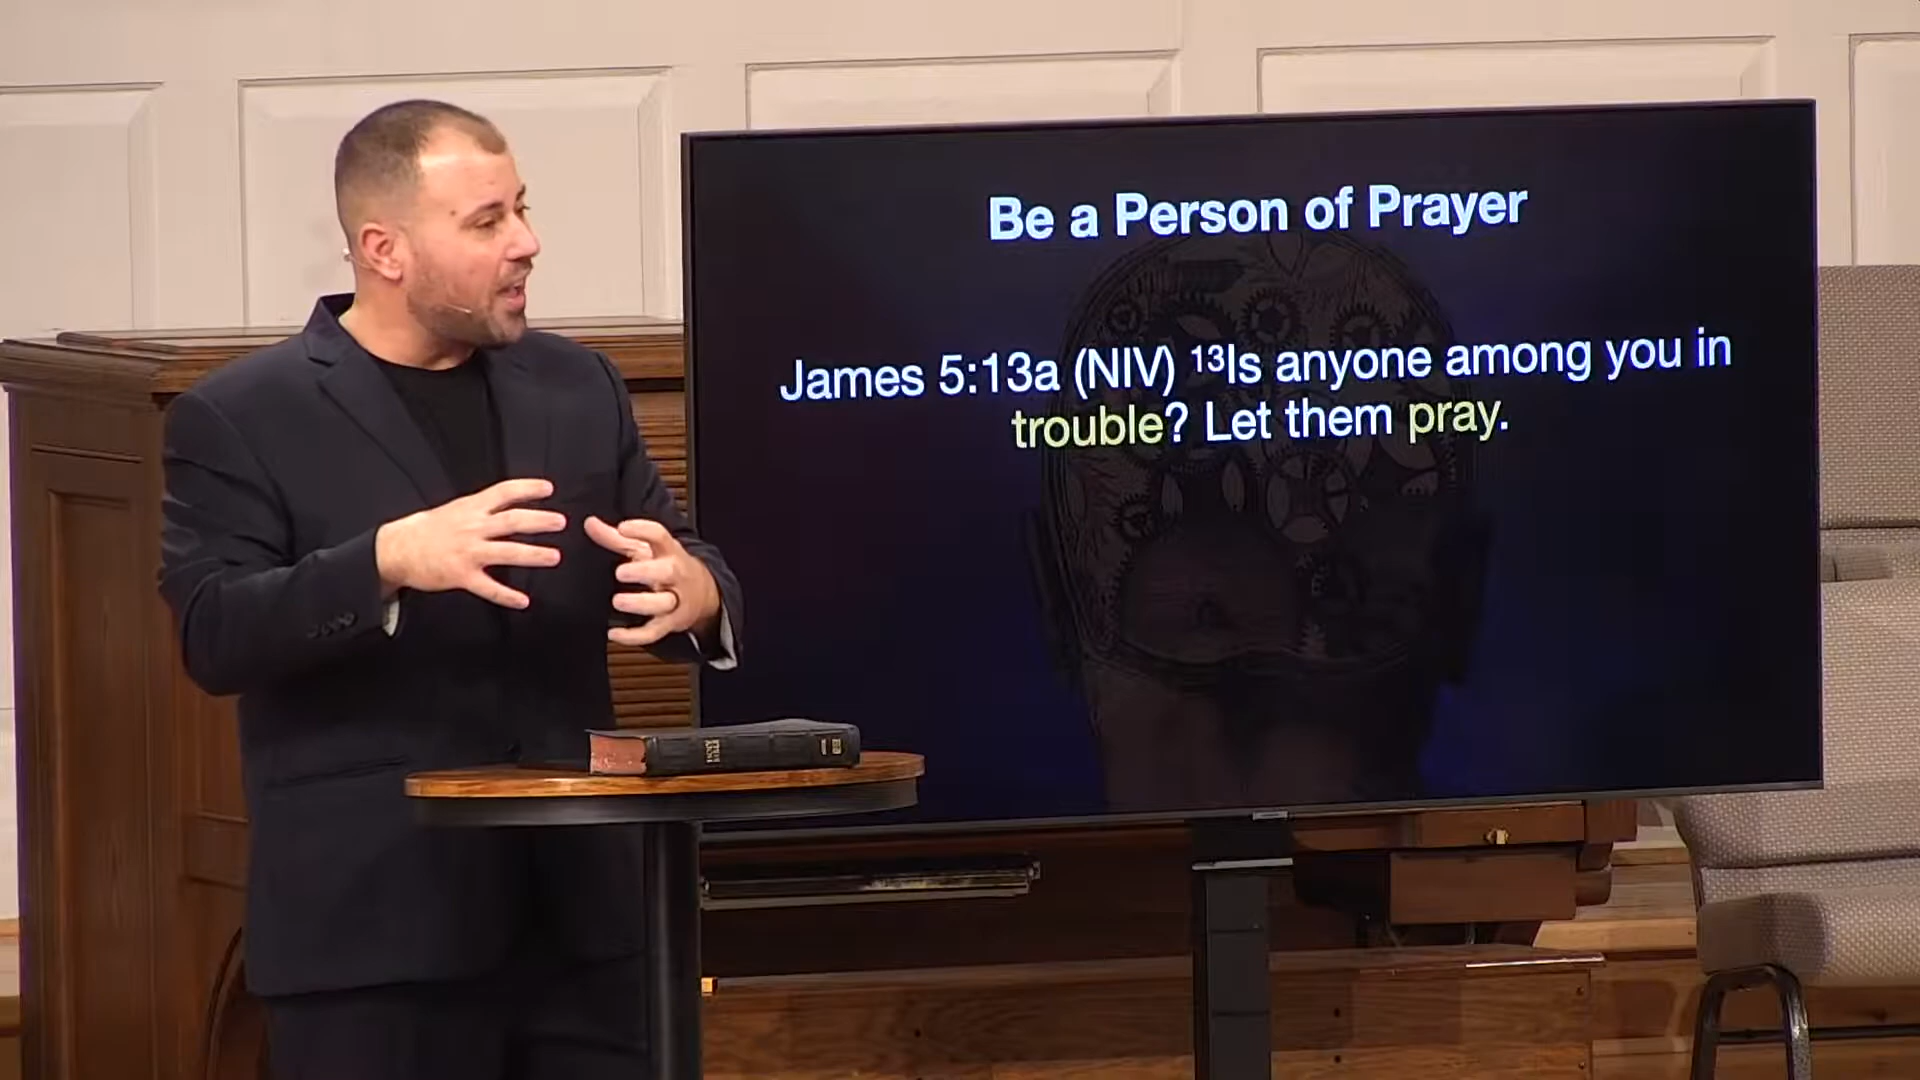 Be a Person of Prayer
James 5:13a (NIV) ¹³Is anyone among you in
trouble? Let them pray.